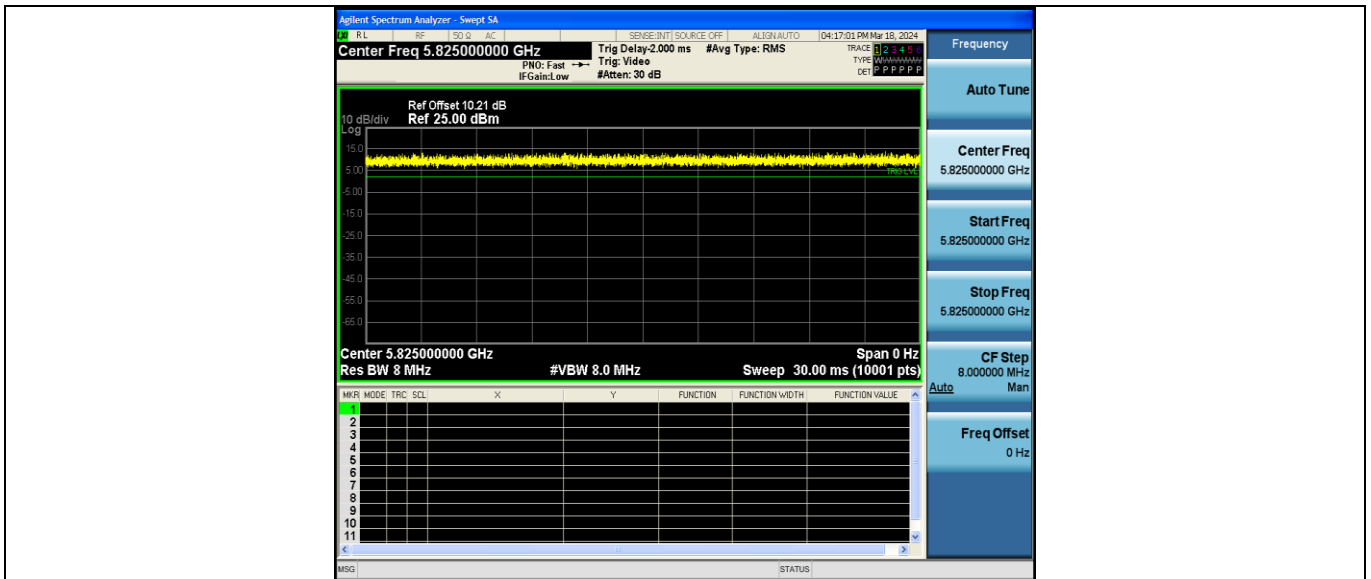 Agilent Spectrum Analyzer - Swept SA
LXI RL RF 50 Ω AC SENSE:INT SOURCE OFF ALIGN AUTO 04:17:01 PM Mar 18, 2024
Center Freq 5.825000000 GHz
PNO: Fast
IFGain:Low
Trig Delay-2.000 ms #Avg Type: RMS
Trig: Video
#Atten: 30 dB
TRACE 1 2 3 4 5 6
TYPE WWWWWW
DET P P P P P P
Ref Offset 10.21 dB
10 dB/div Ref 25.00 dBm
Log
15.0
5.00
TRIG LVL
-5.00
-15.0
-25.0
-35.0
-45.0
-55.0
-65.0
Center 5.825000000 GHz Span 0 Hz
Res BW 8 MHz #VBW 8.0 MHz Sweep 30.00 ms (10001 pts)
MKR MODE TRC SCL X Y FUNCTION FUNCTION WIDTH FUNCTION VALUE
1
2
3
4
5
6
7
8
9
10
11
MSG STATUS
Frequency
Auto Tune
Center Freq
5.825000000 GHz
Start Freq
5.825000000 GHz
Stop Freq
5.825000000 GHz
CF Step
8.000000 MHz
Auto Man
Freq Offset
0 Hz